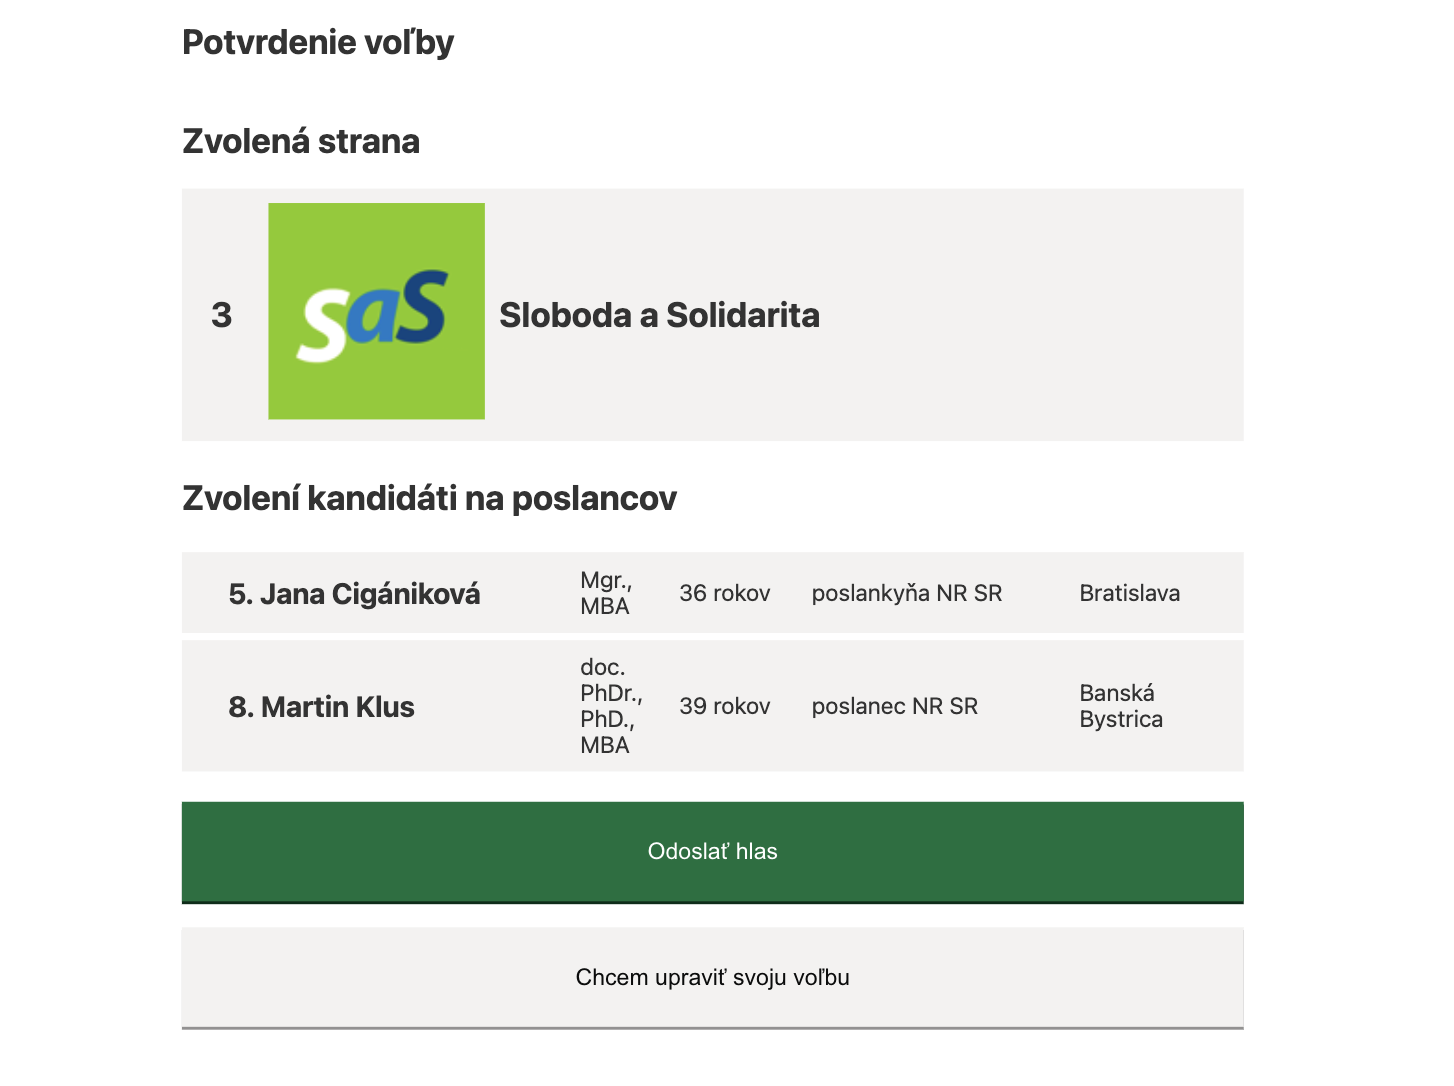 Potvrdenie voľby
Zvolená strana
3
SaS
Sloboda a Solidarita
Zvolení kandidáti na poslancov
5. Jana Cigániková
Mgr.,
MBA
36 rokov
poslankyňa NR SR
Bratislava
8. Martin Klus
doc.
PhDr.,
PhD.,
MBA
39 rokov
poslanec NR SR
Banská
Bystrica
Odoslať hlas
Chcem upraviť svoju voľbu